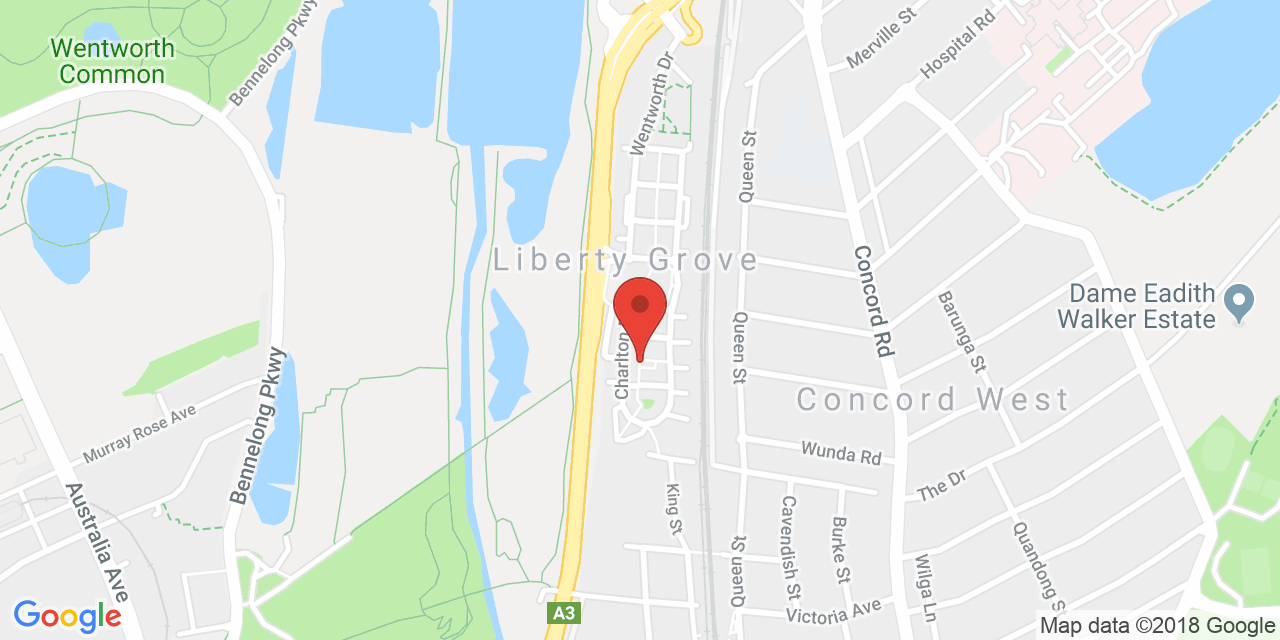 Wentworth
Common
Bennelong Pkwy
Wentworth Dr
Merville St
Hospital Rd
Queen St
Liberty Grove
Concord Rd
Dame Eadith
Walker Estate
Barunga St
Queen St
Charlton
Concord West
Bennelong Pkwy
Murray Rose Ave
Wunda Rd
The Dr
Australia Ave
King St
Cavendish St
Burke St
Quandong S
Queen St
Wilga Ln
Victoria Ave
A3
Google
Map data ©2018 Google